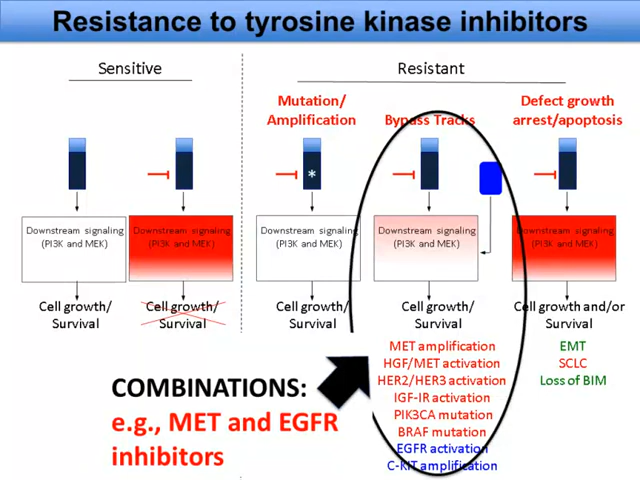 Resistance to tyrosine kinase inhibitors
Sensitive
Resistant
Mutation/
Amplification
Bypass Tracks
Defect growth
arrest/apoptosis
*
Downstream signaling
(PI3K and MEK)
Downstream signaling
(PI3K and MEK)
Downstream signaling
(PI3K and MEK)
Downstream signaling
(PI3K and MEK)
Downstream signaling
(PI3K and MEK)
Cell growth/
Survival
Cell growth/
Survival
Cell growth/
Survival
Cell growth/
Survival
Cell growth and/or
Survival
MET amplification
HGF/MET activation
HER2/HER3 activation
IGF-IR activation
PIK3CA mutation
BRAF mutation
EGFR activation
C-KIT amplification
EMT
SCLC
Loss of BIM
COMBINATIONS:
e.g., MET and EGFR
inhibitors